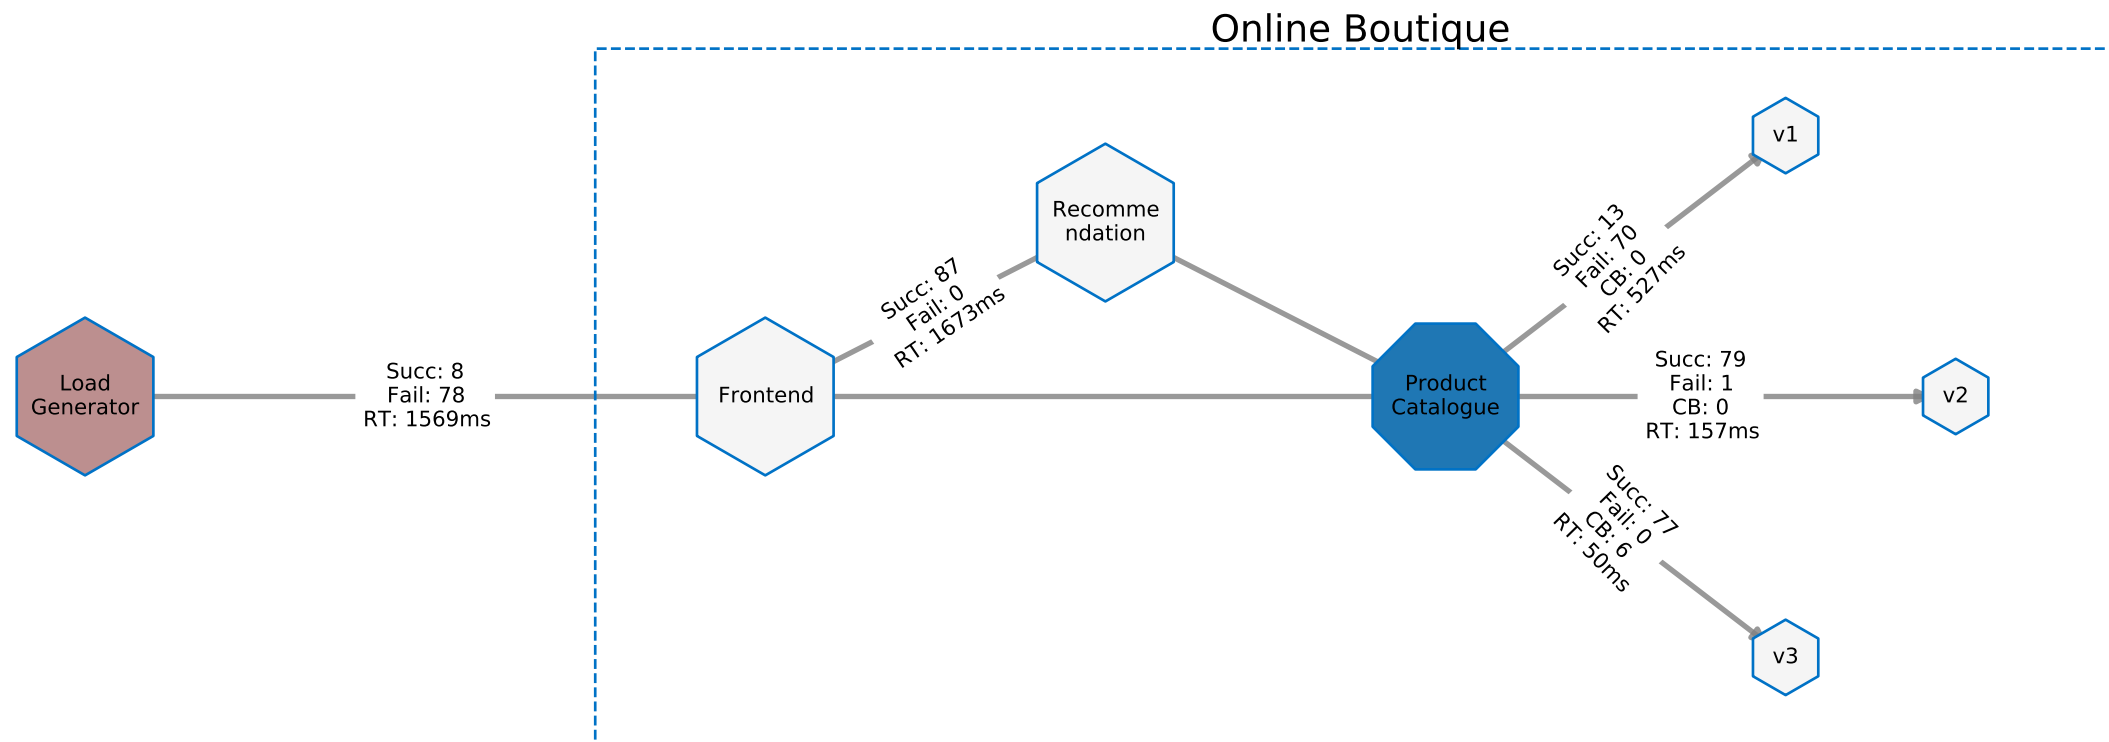 Online Boutique
Load
Generator
Succ: 8
Fail: 78
RT: 1569ms
Frontend
Succ: 87
Fail: 0
RT: 1673ms
Recomme
ndation
Product
Catalogue
Succ: 13
Fail: 70
CB: 0
RT: 527ms
v1
Succ: 79
Fail: 1
CB: 0
RT: 157ms
v2
Succ: 77
Fail: 0
CB: 6
RT: 50ms
v3